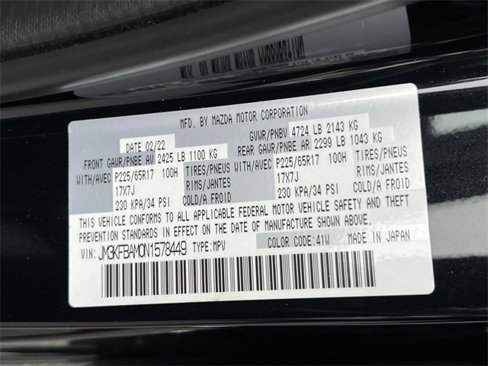 MFD. BY MAZDA MOTOR CORPORATION
DATE 02/22 GVWR/PNBV 4724 LB 2143 KG
FRONT GAWR/PNBE AV 2425 LB 1100 KG REAR GAWR/PNBE AR 2299 LB 1043 KG
WITH/AVEC P225/65R17 100H TIRES/PNEUS WITH/AVEC P225/65R17 100H TIRES/PNEUS
17X7J RIMS/JANTES 17X7J RIMS/JANTES
230 KPA/34 PSI COLD/A FROID 230 KPA/34 PSI COLD/A FROID
THIS VEHICLE CONFORMS TO ALL APPLICABLE FEDERAL MOTOR VEHICLE SAFETY AND THEFT
PREVENTION STANDARDS IN EFFECT ON THE DATE OF MANUFACTURE SHOWN ABOVE.
VIN: JM3KFBAM0N1578449 TYPE:MPV COLOR CODE:41W MADE IN JAPAN